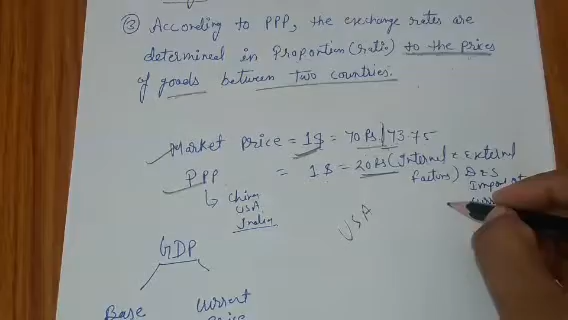 ③ According to PPP, the exchange rates are
determined in Proportion (ratio) to the prices
of goods between two countries.
Market price = 1$ = 70 Rs | 73.75
PPP = 1$ = 20 Rs (Internal & External
factors) D & S
China
USA
India
USA
GDP
Base Current